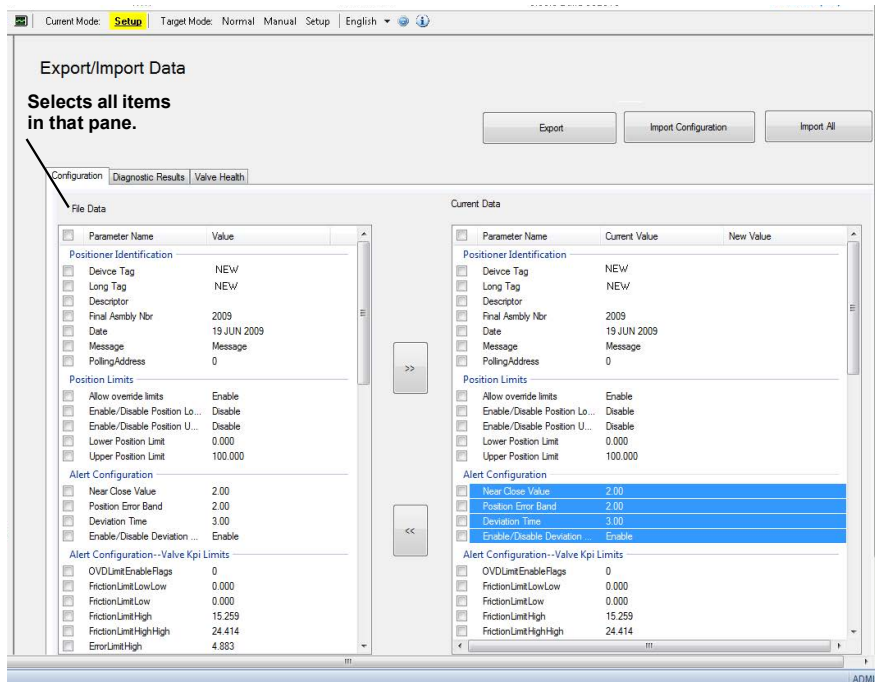 Current Mode: Setup Target Mode: Normal Manual Setup English
Export/Import Data
Selects all items
in that pane.
Export Import Configuration Import All
Configuration Diagnostic Results Valve Health
File Data
Parameter Name Value
Positioner Identification
Deivce Tag NEW
Long Tag NEW
Descriptor
Final Asmbly Nbr 2009
Date 19 JUN 2009
Message Message
PollingAddress 0
Position Limits
Allow override limits Enable
Enable/Disable Position Lo... Disable
Enable/Disable Position U... Disable
Lower Position Limit 0.000
Upper Position Limit 100.000
Alert Configuration
Near Close Value 2.00
Position Error Band 2.00
Deviation Time 3.00
Enable/Disable Deviation ... Enable
Alert Configuration--Valve Kpi Limits
OVDLimitEnableFlags 0
FrictionLimitLowLow 0.000
FrictionLimitLow 0.000
FrictionLimitHigh 15.259
FrictionLimitHighHigh 24.414
ErrorLimitHigh 4.883
>>
<<
Current Data
Parameter Name Current Value New Value
Positioner Identification
Deivce Tag NEW
Long Tag NEW
Descriptor
Final Asmbly Nbr 2009
Date 19 JUN 2009
Message Message
PollingAddress 0
Position Limits
Allow override limits Enable
Enable/Disable Position Lo... Disable
Enable/Disable Position U... Disable
Lower Position Limit 0.000
Upper Position Limit 100.000
Alert Configuration
Near Close Value 2.00
Position Error Band 2.00
Deviation Time 3.00
Enable/Disable Deviation ... Enable
Alert Configuration--Valve Kpi Limits
OVDLimitEnableFlags 0
FrictionLimitLowLow 0.000
FrictionLimitLow 0.000
FrictionLimitHigh 15.259
FrictionLimitHighHigh 24.414
ADMI